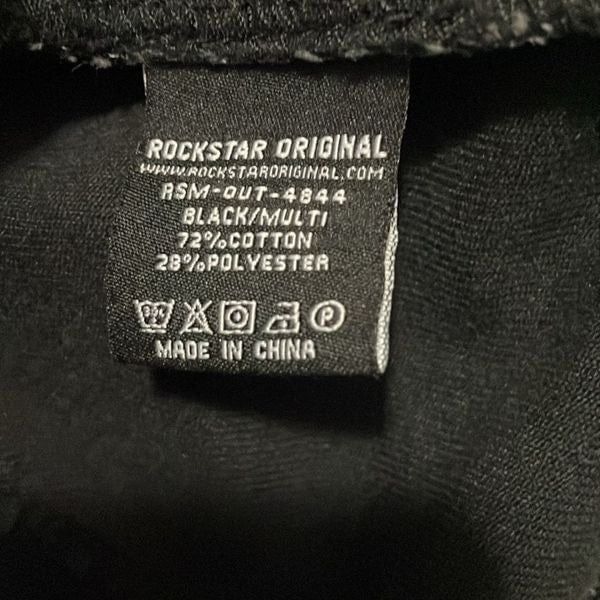 ROCKSTAR ORIGINAL
WWW.ROCKSTARORIGINAL.COM
RSM-OUT-4844
BLACK/MULTI
72%COTTON
28%POLYESTER
P
MADE IN CHINA